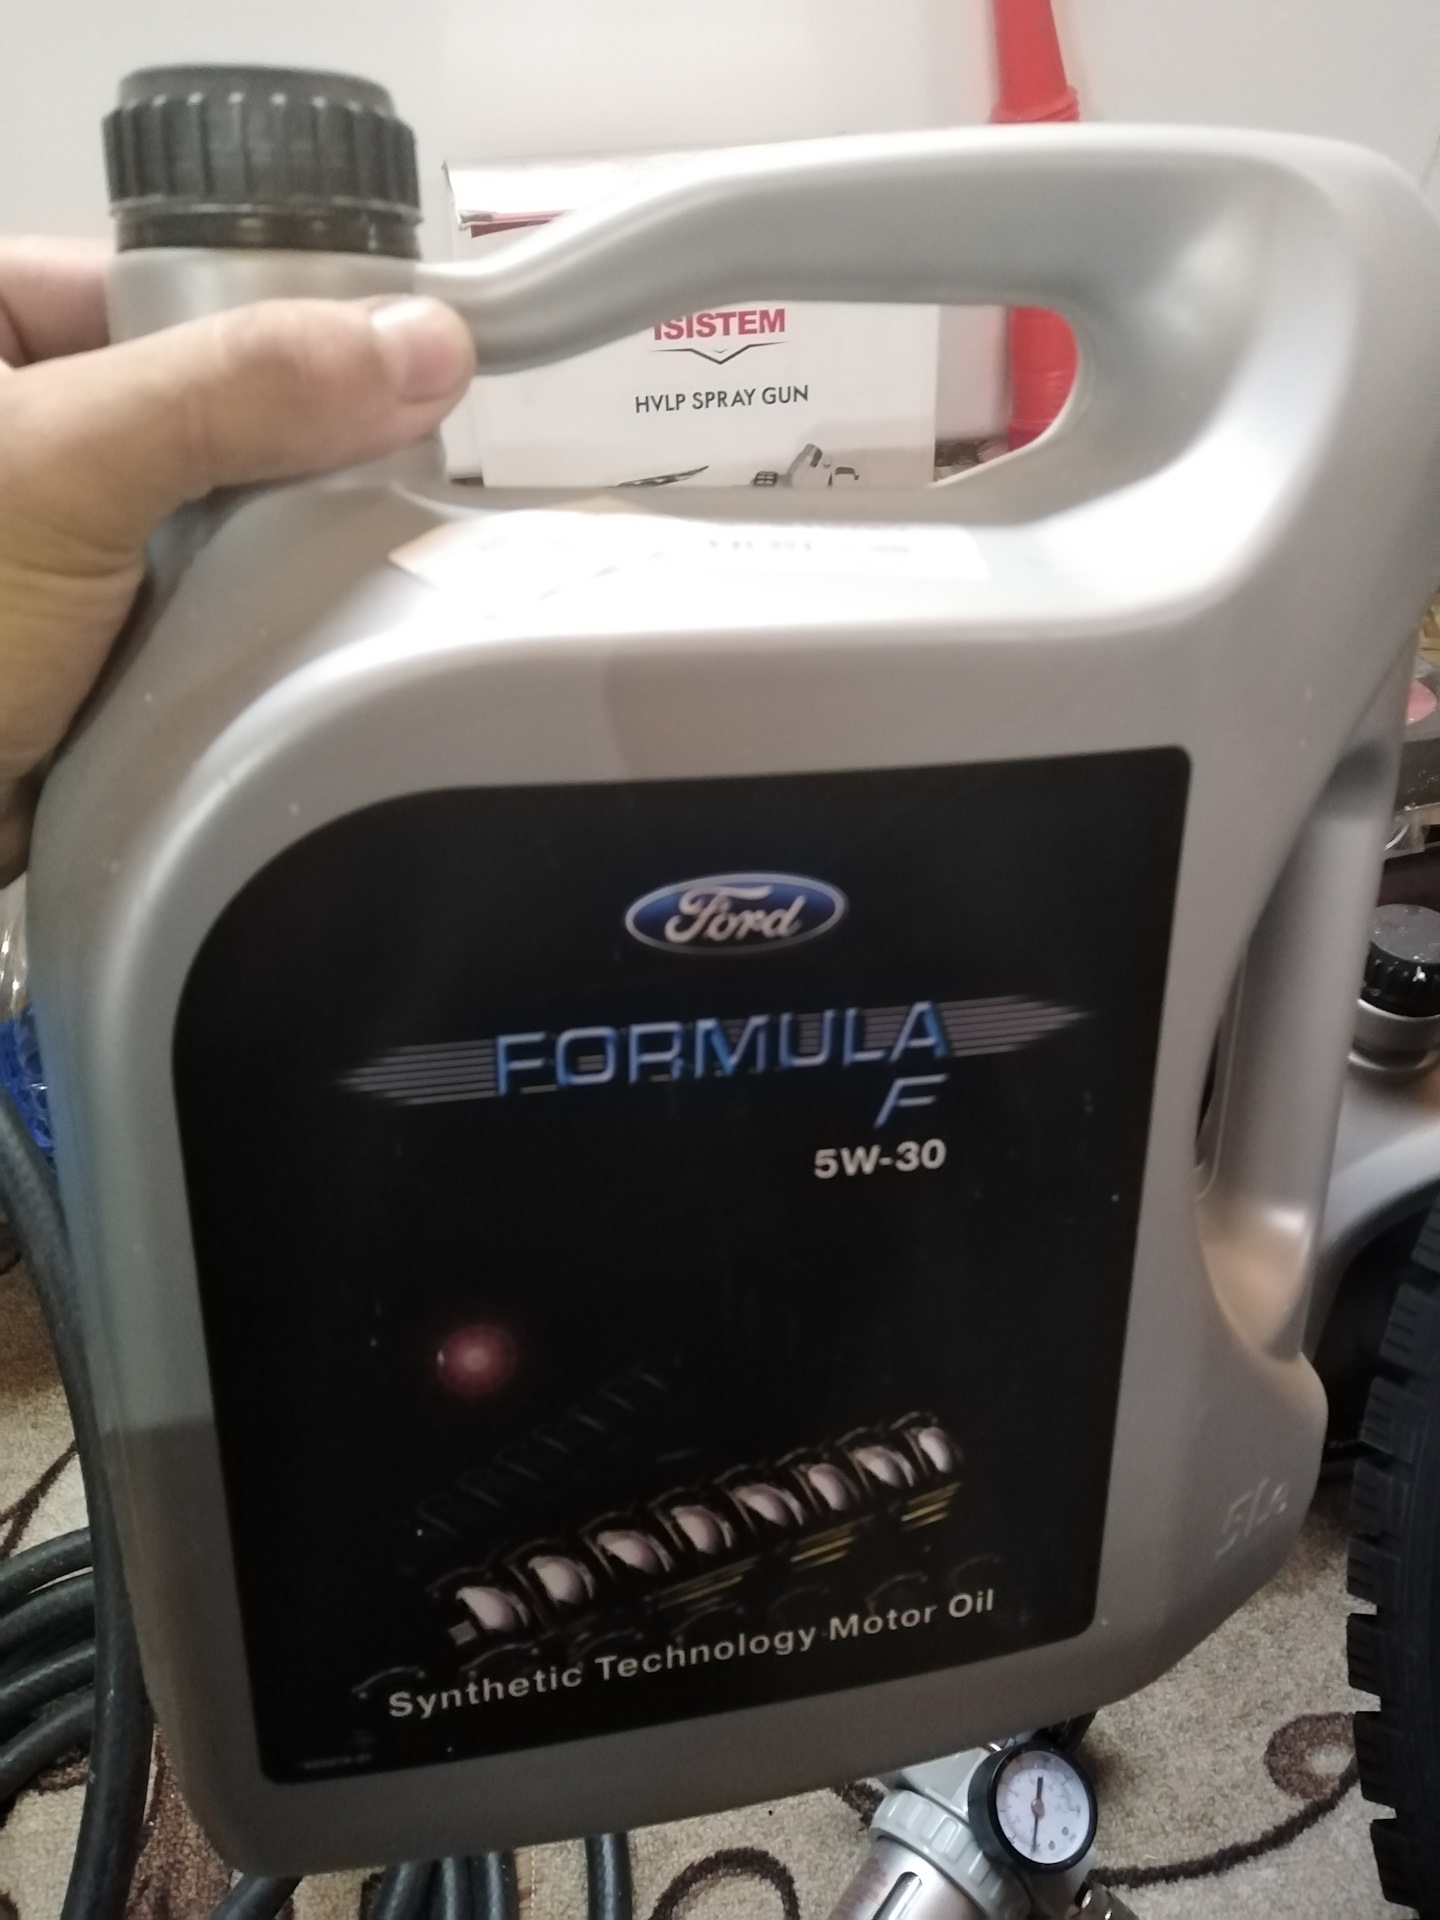 ISISTEM
HVLP SPRAY GUN
Ford
FORMULA
F
5W-30
Synthetic Technology Motor Oil